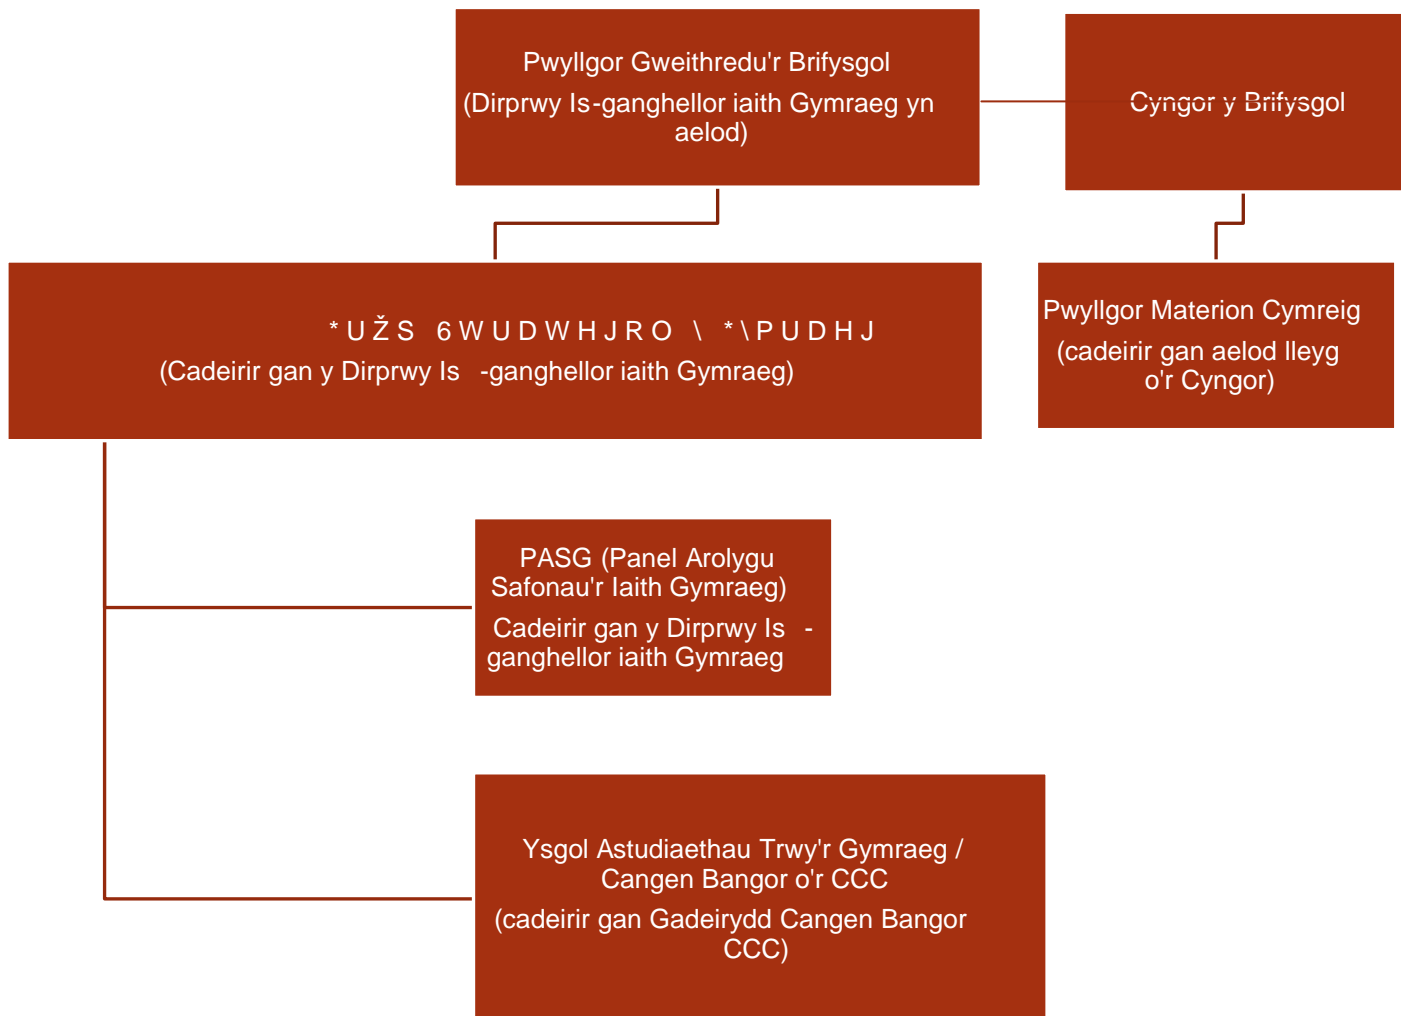 Pwyllgor Gweithredu'r Brifysgol
(Dirprwy Is-ganghellor iaith Gymraeg yn
aelod)
Cyngor y Brifysgol
*UŽS 6WUDWHJRO \ *\PUDHJ
(Cadeirir gan y Dirprwy Is -ganghellor iaith Gymraeg)
Pwyllgor Materion Cymreig
(cadeirir gan aelod lleyg
o'r Cyngor)
PASG (Panel Arolygu
Safonau'r Iaith Gymraeg)
Cadeirir gan y Dirprwy Is -
ganghellor iaith Gymraeg
Ysgol Astudiaethau Trwy'r Gymraeg /
Cangen Bangor o'r CCC
(cadeirir gan Gadeirydd Cangen Bangor
CCC)